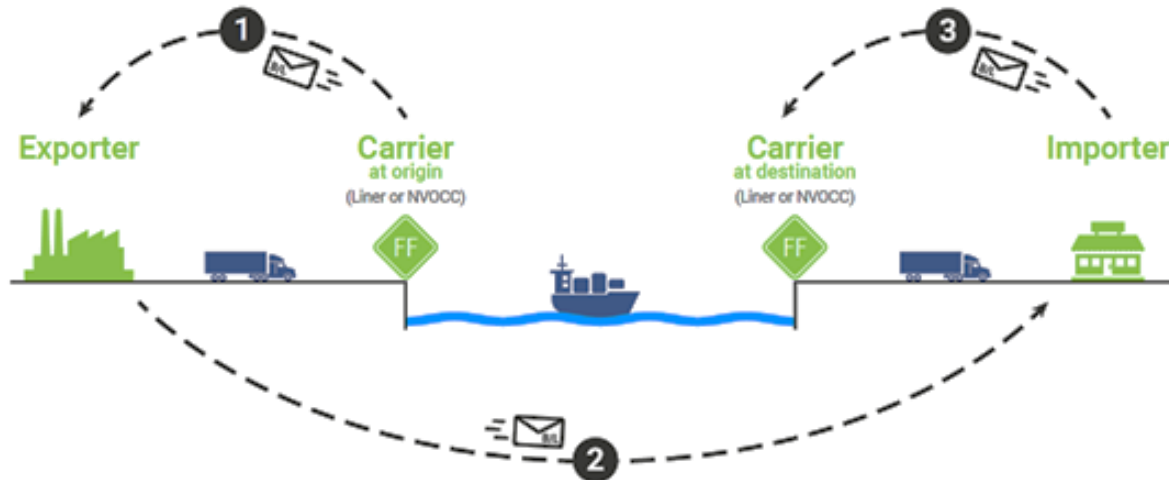 1
B/L
3
B/L
Exporter
Carrier
at origin
(Liner or NVOCC)
Carrier
at destination
(Liner or NVOCC)
Importer
FF
FF
B/L
2